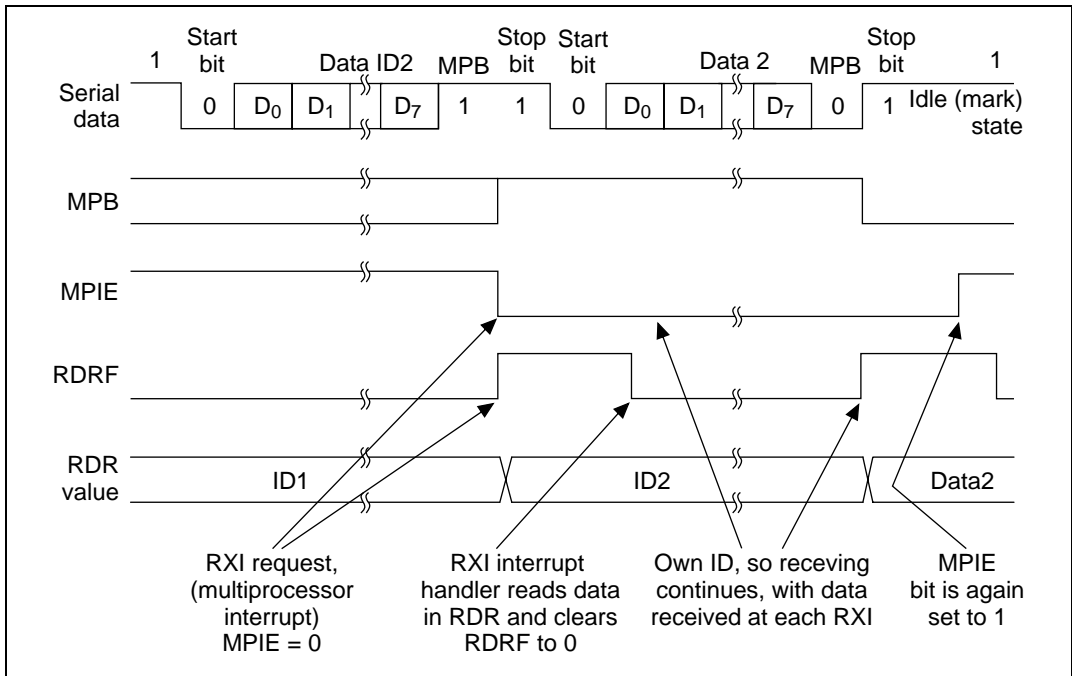 Start Stop Start Stop
1 bit Data ID2 MPB bit bit Data 2 MPB bit 1
Serial data 0 D0 D1 D7 1 1 0 D0 D1 D7 0 1 Idle (mark) state
MPB
MPIE
RDRF
RDR value ID1 ID2 Data2
RXI request,
(multiprocessor
interrupt)
MPIE = 0
RXI interrupt
handler reads data
in RDR and clears
RDRF to 0
Own ID, so receving
continues, with data
received at each RXI
MPIE
bit is again
set to 1